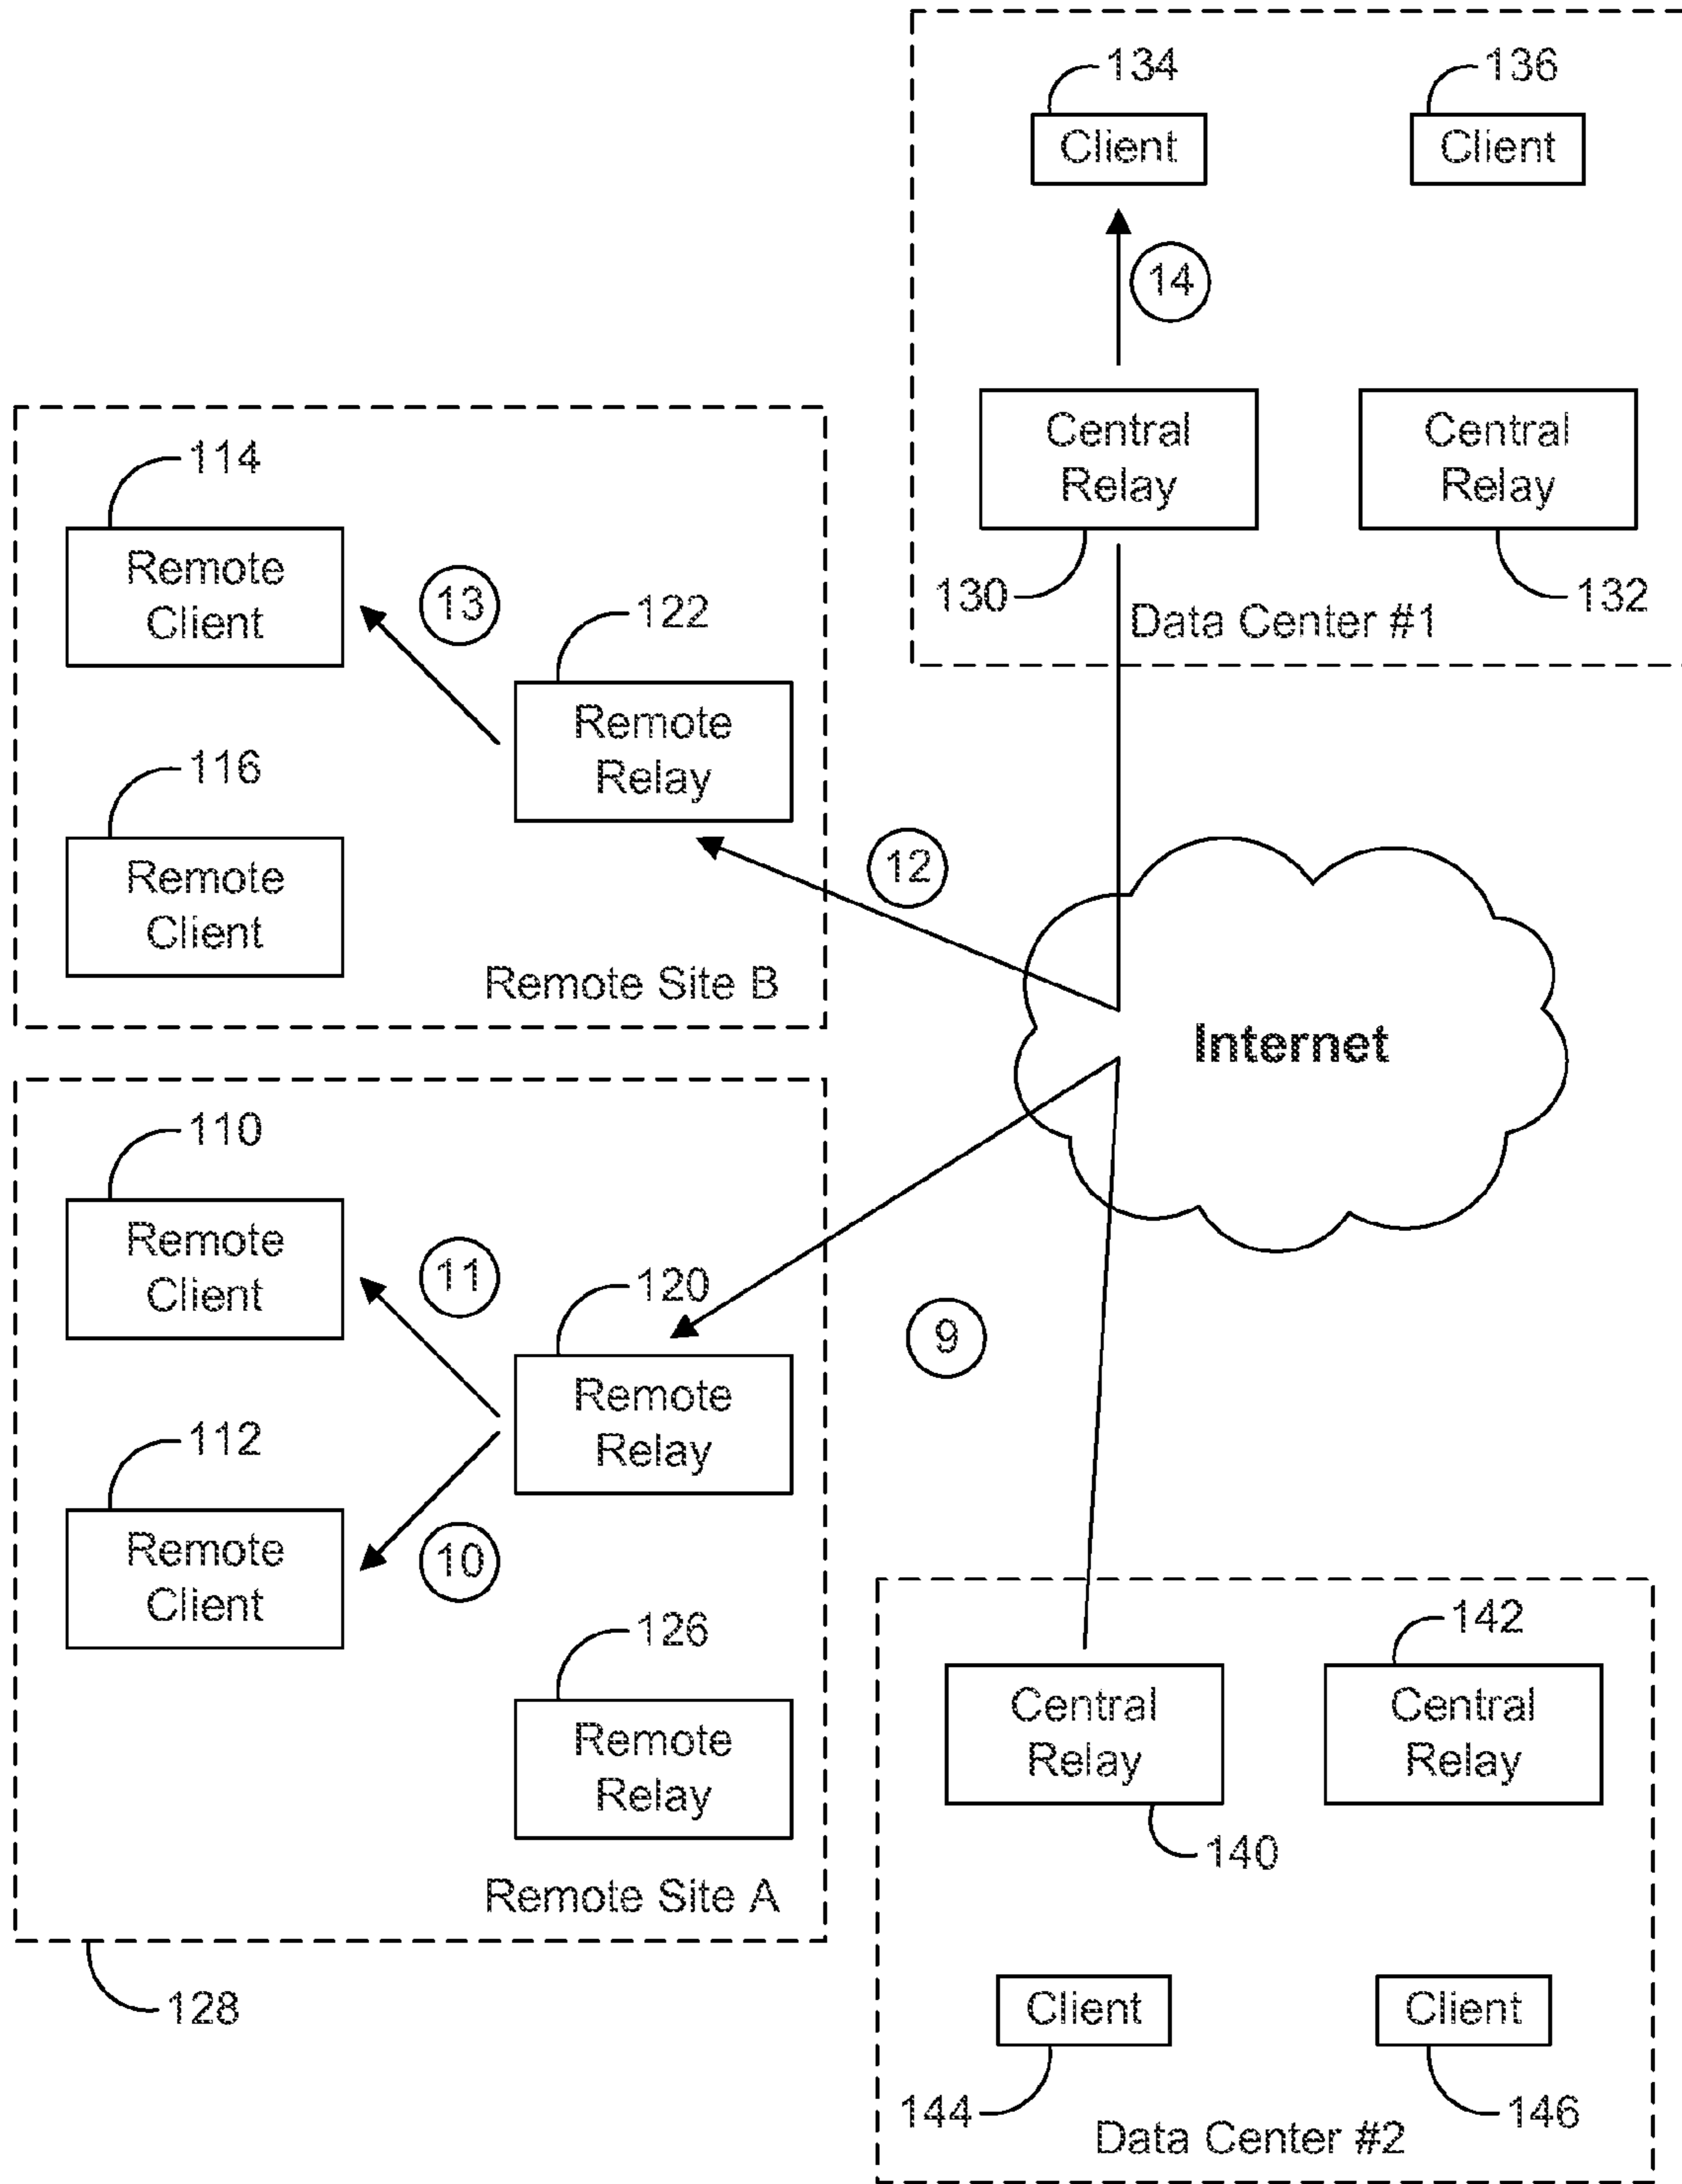 134
136
Client
Client
14
Central
Relay
Central
Relay
130
132
Data Center #1
114
Remote
Client
13
122
Remote
Relay
116
Remote
Client
12
Remote Site B
Internet
110
Remote
Client
11
120
Remote
Relay
9
112
Remote
Client
10
126
Remote
Relay
Remote Site A
128
142
Central
Relay
Central
Relay
140
Client
Client
144
146
Data Center #2